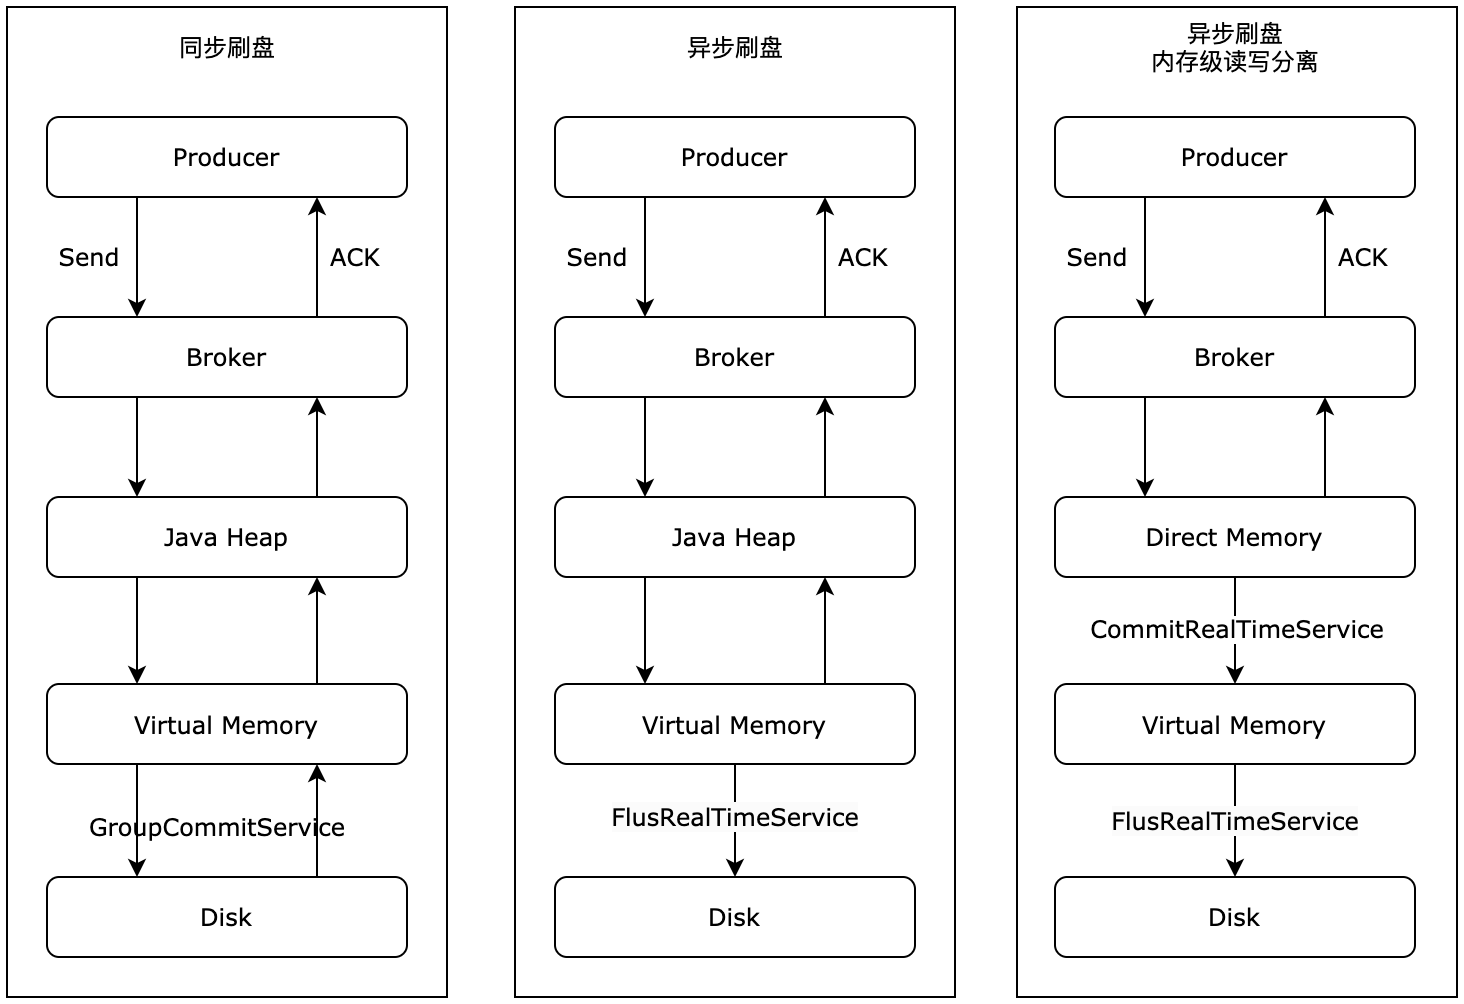 同步刷盘
Producer
Send
ACK
Broker
Java Heap
Virtual Memory
GroupCommitService
Disk
异步刷盘
Producer
Send
ACK
Broker
Java Heap
Virtual Memory
FlusRealTimeService
Disk
异步刷盘
内存级读写分离
Producer
Send
ACK
Broker
Direct Memory
CommitRealTimeService
Virtual Memory
FlusRealTimeService
Disk